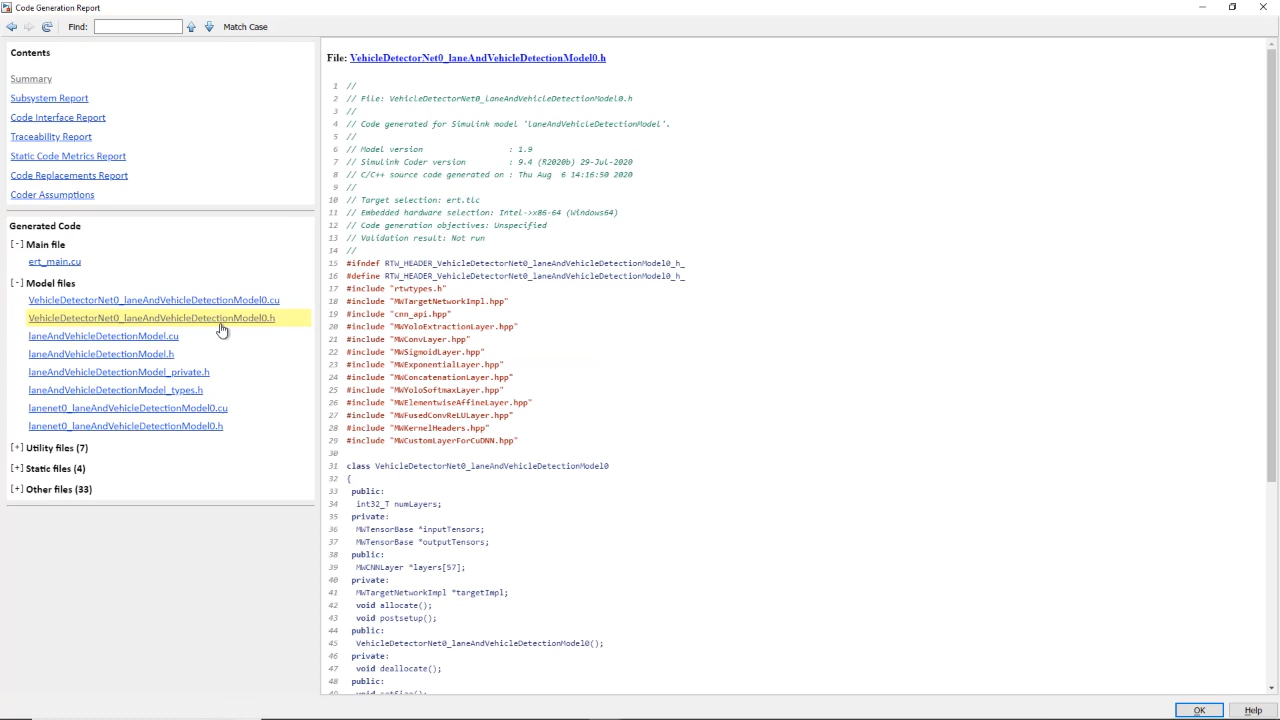 Code Generation Report
Find:
Match Case
Contents
Summary
Subsystem Report
Code Interface Report
Traceability Report
Static Code Metrics Report
Code Replacements Report
Coder Assumptions
Generated Code
[-] Main file
ert_main.cu
[-] Model files
VehicleDetectorNet0_laneAndVehicleDetectionModel0.cu
VehicleDetectorNet0_laneAndVehicleDetectionModel0.h
laneAndVehicleDetectionModel.cu
laneAndVehicleDetectionModel.h
laneAndVehicleDetectionModel_private.h
laneAndVehicleDetectionModel_types.h
lanenet0_laneAndVehicleDetectionModel0.cu
lanenet0_laneAndVehicleDetectionModel0.h
[+] Utility files (7)
[+] Static files (4)
[+] Other files (33)
File: VehicleDetectorNet0_laneAndVehicleDetectionModel0.h
1 //
2 // File: VehicleDetectorNet0_laneAndVehicleDetectionModel0.h
3 //
4 // Code generated for Simulink model 'laneAndVehicleDetectionModel'.
5 //
6 // Model version : 1.9
7 // Simulink Coder version : 9.4 (R2020b) 29-Jul-2020
8 // C/C++ source code generated on : Thu Aug 6 14:16:50 2020
9 //
10 // Target selection: ert.tlc
11 // Embedded hardware selection: Intel->x86-64 (Windows64)
12 // Code generation objectives: Unspecified
13 // Validation result: Not run
14 //
15 #ifndef RTW_HEADER_VehicleDetectorNet0_laneAndVehicleDetectionModel0_h_
16 #define RTW_HEADER_VehicleDetectorNet0_laneAndVehicleDetectionModel0_h_
17 #include "rtwtypes.h"
18 #include "MWTargetNetworkImpl.hpp"
19 #include "cnn_api.hpp"
20 #include "MWYoloExtractionLayer.hpp"
21 #include "MWConvLayer.hpp"
22 #include "MWSigmoidLayer.hpp"
23 #include "MWExponentialLayer.hpp"
24 #include "MWConcatenationLayer.hpp"
25 #include "MWYoloSoftmaxLayer.hpp"
26 #include "MWElementwiseAffineLayer.hpp"
27 #include "MWFusedConvReLULayer.hpp"
28 #include "MWKernelHeaders.hpp"
29 #include "MWCustomLayerForCuDNN.hpp"
30
31 class VehicleDetectorNet0_laneAndVehicleDetectionModel0
32 {
33 public:
34 int32_T numLayers;
35 private:
36 MWTensorBase *inputTensors;
37 MWTensorBase *outputTensors;
38 public:
39 MWCNNLayer *layers[57];
40 private:
41 MWTargetNetworkImpl *targetImpl;
42 void allocate();
43 void postsetup();
44 public:
45 VehicleDetectorNet0_laneAndVehicleDetectionModel0();
46 private:
47 void deallocate();
48 public:
49 void setSize();
OK
Help